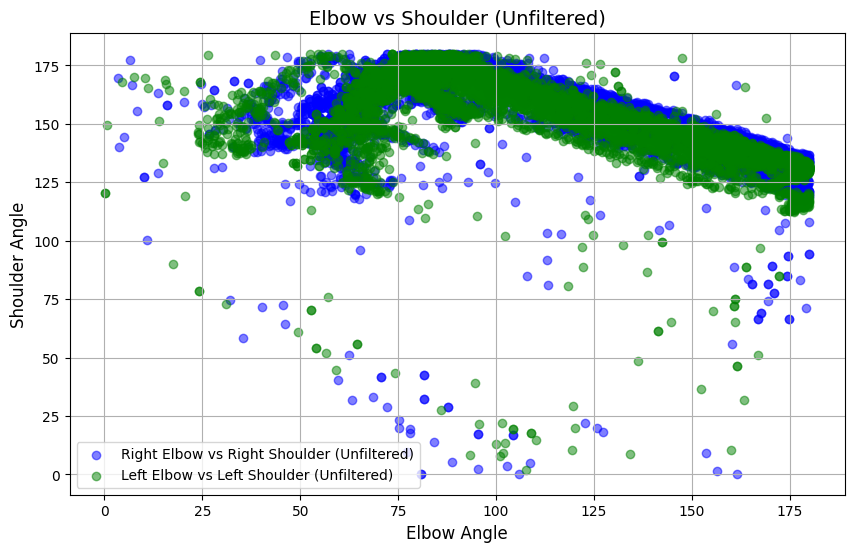 Elbow vs Shoulder (Unfiltered)
Shoulder Angle
175
150
125
100
75
50
25
0
Right Elbow vs Right Shoulder (Unfiltered)
Left Elbow vs Left Shoulder (Unfiltered)
0 25 50 75 100 125 150 175
Elbow Angle